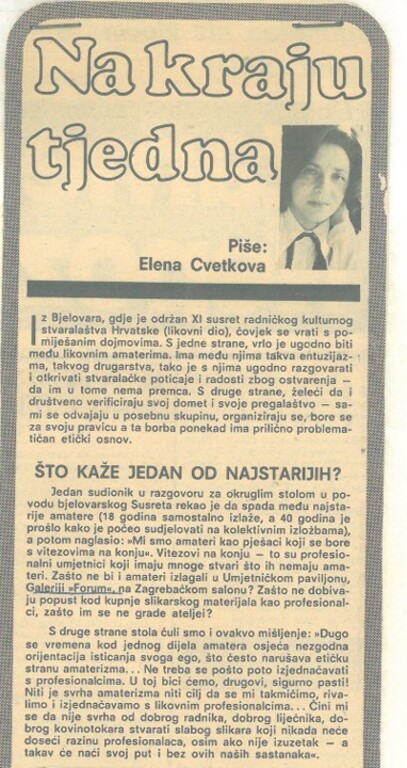 Na kraju
tjedna
Piše:
Elena Cvetkova
Iz Bjelovara, gdje je održan XI susret radničkog kulturnog
stvaralaštva Hrvatske (likovni dio), čovjek se vrati s po-
miješanim dojmovima. S jedne strane, vrlo je ugodno biti
među likovnim amaterima. Ima među njima takva entuzijaz-
ma, takvog drugarstva, tako je s njima ugodno razgovarati
i otkrivati stvaralačke poticaje i radosti zbog ostvarenja —
da im u tome nema premca. S druge strane, želeći da i
društveno verificiraju svoj domet i svoje pregalaštvo — sa-
mi se odvajaju u posebnu skupinu, organiziraju se, bore se
za svoju pravicu a ta borba ponekad ima prilično problema-
tičan etički osnov.
ŠTO KAŽE JEDAN OD NAJSTARIJIH?
Jedan sudionik u razgovoru za okruglim stolom u po-
vodu bjelovarskog Susreta rekao je da spada među najsta-
rije amatere (18 godina samostalno izlaže, a 40 godina je
prošlo kako je počeo sudjelovati na kolektivnim izložbama),
a potom naglasio: »Mi smo amateri kao pješaci koji se bore
s vitezovima na konju«. Vitezovi na konju — to su profesio-
nalni umjetnici koji imaju mnoge stvari što ih nemaju ama-
teri. Zašto ne bi i amateri izlagali u Umjetničkom paviljonu,
Galeriji »Forum«, na Zagrebačkom salonu? Zašto ne dobiva-
ju popust kod kupnje slikarskog materijala kao profesional-
ci, zašto im se ne grade ateljei?
S druge strane stola čuli smo i ovakvo mišljenje: »Dugo
se vremena kod jednog dijela amatera osjeća nezgodna
orijentacija isticanja svoga ego, što često narušava etičku
stranu amaterizma... Ne treba se pošto poto izjednačavati
s profesionalcima. U toj bici ćemo, drugovi, sigurno pasti!
Niti je svrha amaterizma niti cilj da se mi takmičimo, riva-
limo i izjednačavamo s likovnim profesionalcima... Čini mi
se da nije svrha od dobrog radnika, dobrog liječnika, do-
brog kovinotokara stvarati slabog slikara koji nikada neće
doseći razinu profesionalaca, osim ako nije izuzetak — a
takav će naći svoj put i bez ovih naših sastanaka«.